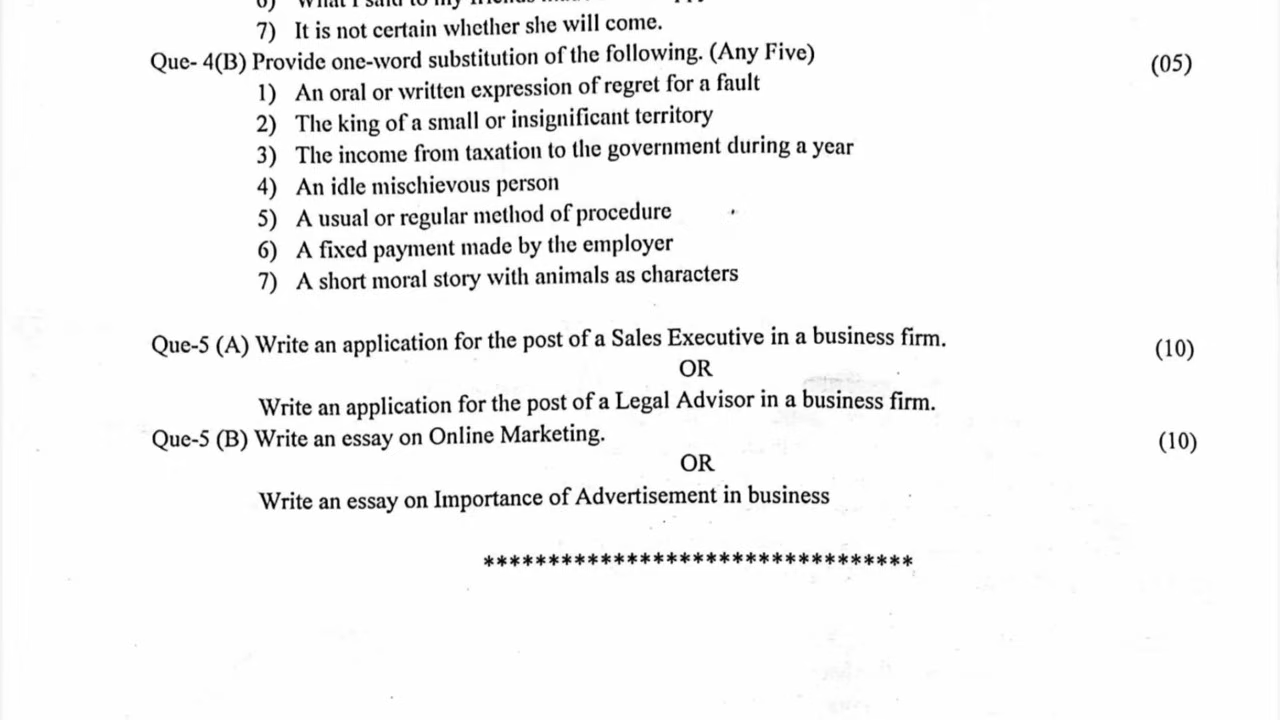 7) It is not certain whether she will come.
Que- 4(B) Provide one-word substitution of the following. (Any Five) (05)
1) An oral or written expression of regret for a fault
2) The king of a small or insignificant territory
3) The income from taxation to the government during a year
4) An idle mischievous person
5) A usual or regular method of procedure
6) A fixed payment made by the employer
7) A short moral story with animals as characters
Que-5 (A) Write an application for the post of a Sales Executive in a business firm. (10)
OR
Write an application for the post of a Legal Advisor in a business firm.
Que-5 (B) Write an essay on Online Marketing. (10)
OR
Write an essay on Importance of Advertisement in business
*********************************